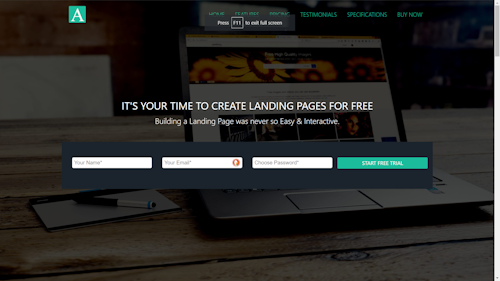 A
HOME FEATURES PRICING TESTIMONIALS SPECIFICATIONS BUY NOW
Press F11 to exit full screen
IT'S YOUR TIME TO CREATE LANDING PAGES FOR FREE
Building a Landing Page was never so Easy & Interactive.
Your Name*
Your Email*
Choose Password*
START FREE TRIAL